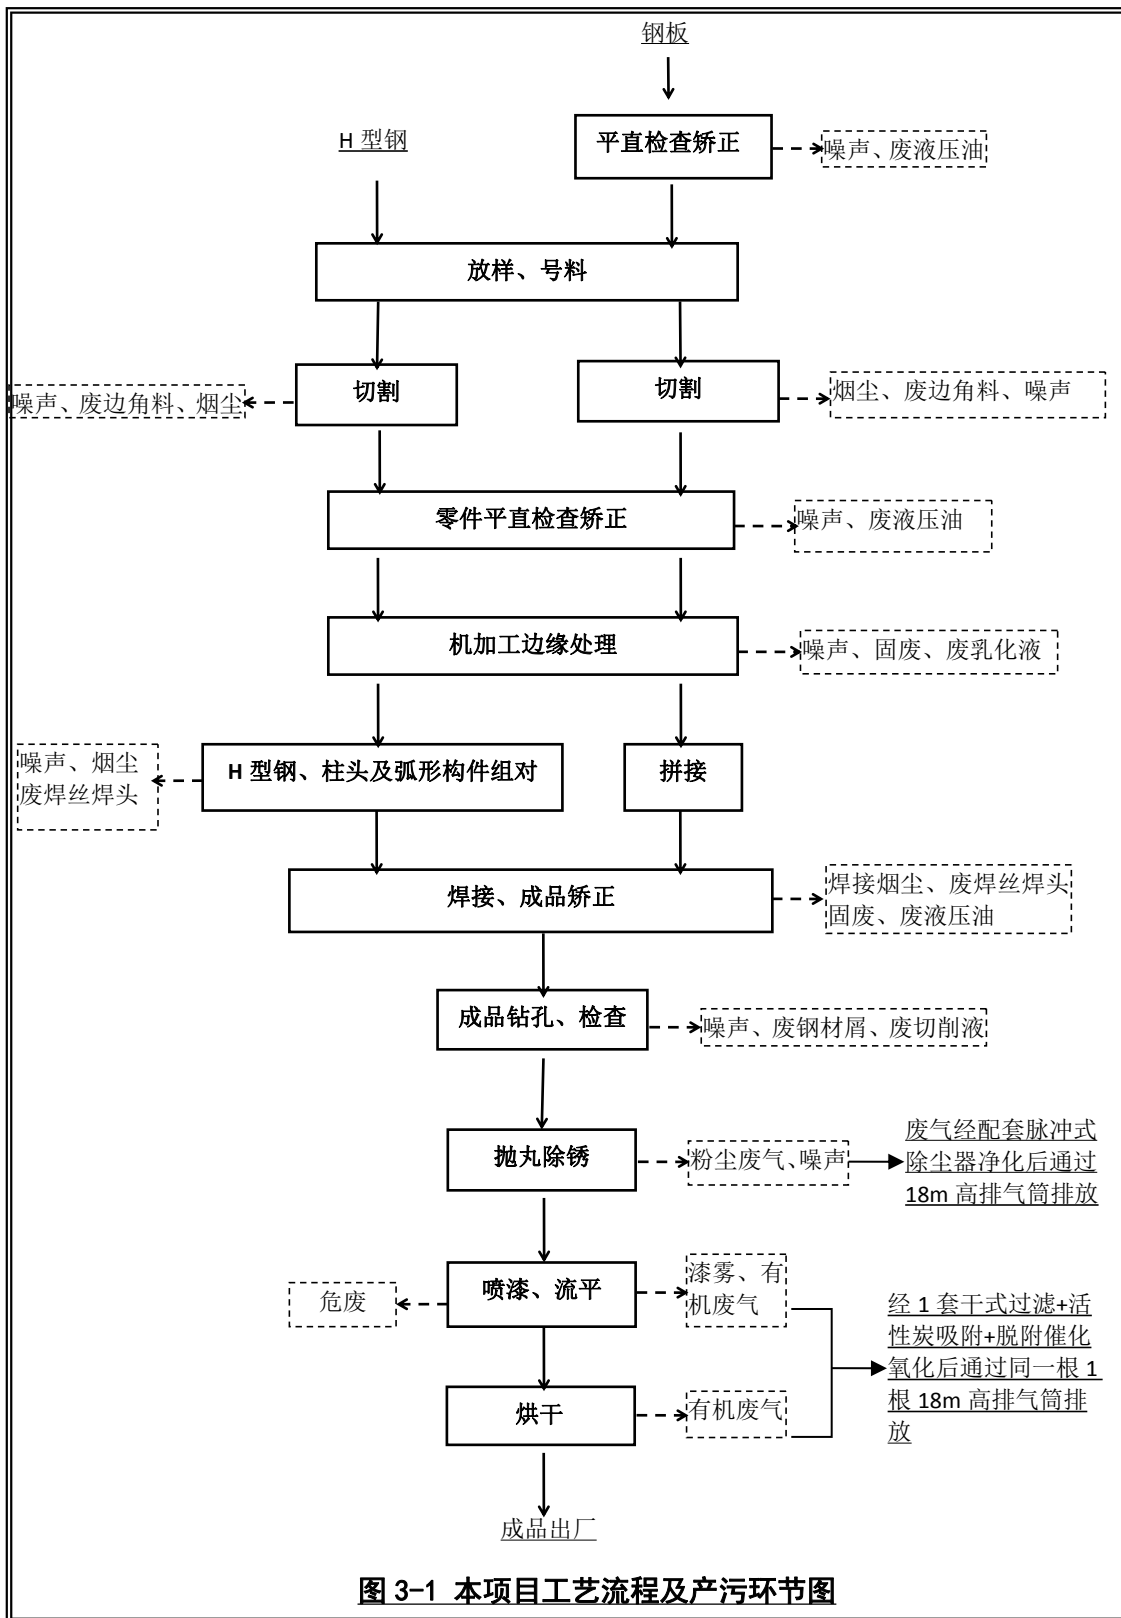 钢板
H 型钢
平直检查矫正
噪声、废液压油
放样、号料
噪声、废边角料、烟尘
切割
切割
烟尘、废边角料、噪声
零件平直检查矫正
噪声、废液压油
机加工边缘处理
噪声、固废、废乳化液
噪声、烟尘
废焊丝焊头
H 型钢、柱头及弧形构件组对
拼接
焊接、成品矫正
焊接烟尘、废焊丝焊头
固废、废液压油
成品钻孔、检查
噪声、废钢材屑、废切削液
抛丸除锈
粉尘废气、噪声
废气经配套脉冲式
除尘器净化后通过
18m 高排气筒排放
危废
喷漆、流平
漆雾、有
机废气
经 1 套干式过滤+活
性炭吸附+脱附催化
氧化后通过同一根 1
根 18m 高排气筒排
放
烘干
有机废气
成品出厂
图 3-1 本项目工艺流程及产污环节图